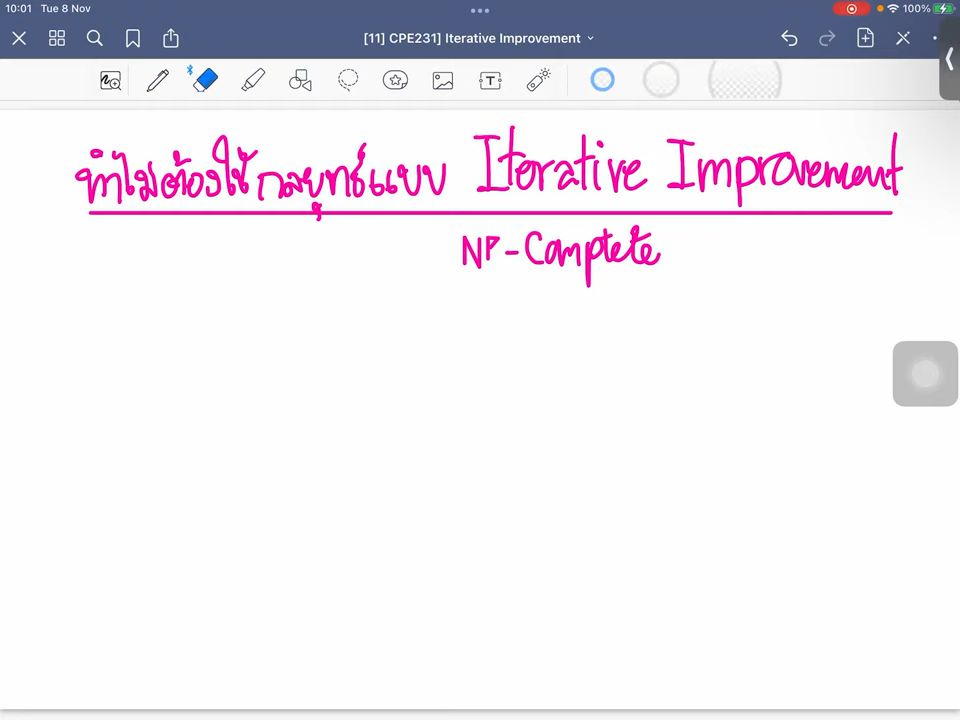 10:01 Tue 8 Nov 100%
[11] CPE231] Iterative Improvement
ทำไมต้องใช้กลยุทธ์แบบ Iterative Improvement
NP-Complete